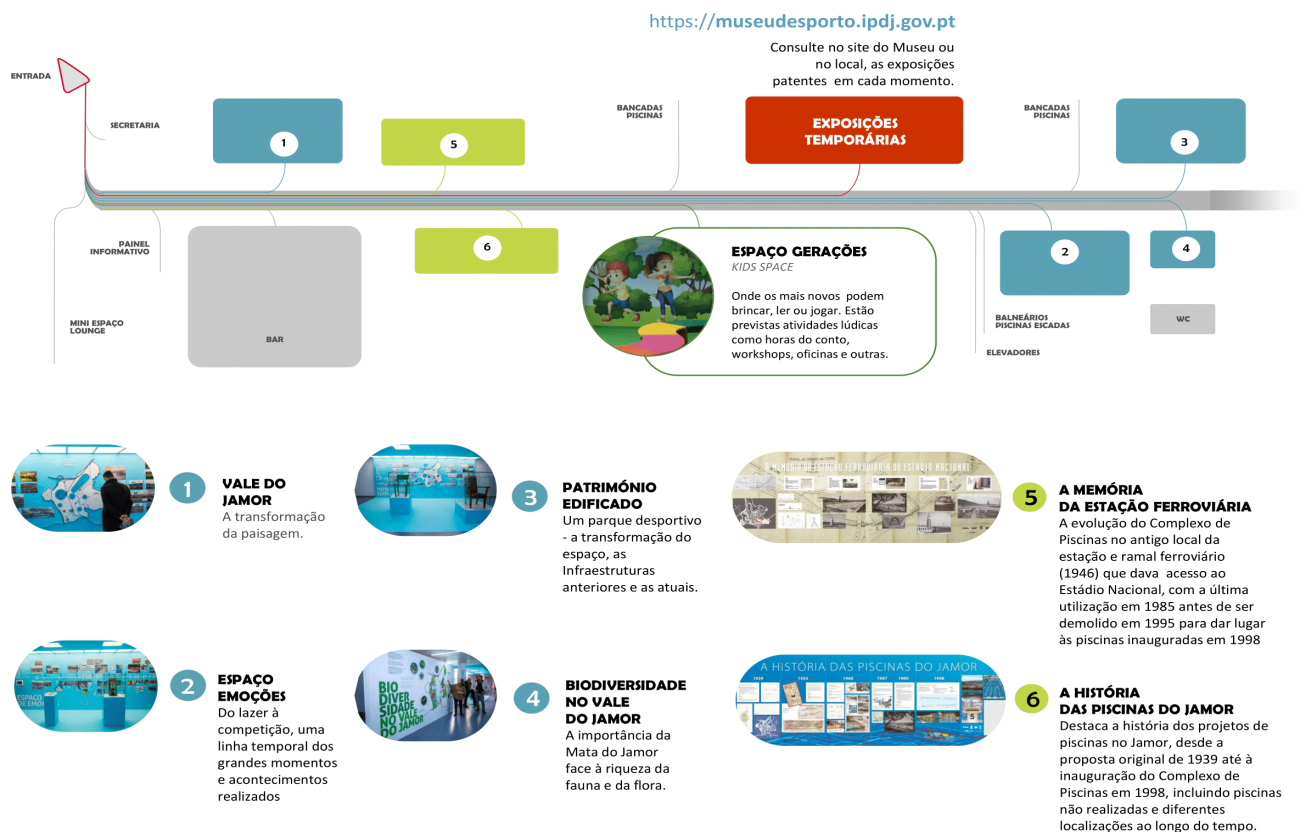 https://museudesporto.ipdj.gov.pt
Consulte no site do Museu ou
no local, as exposições
patentes em cada momento.
ENTRADA
SECRETARIA
1
5
BANCADAS
PISCINAS
EXPOSIÇÕES
TEMPORÁRIAS
BANCADAS
PISCINAS
3
PAINEL
INFORMATIVO
MINI ESPAÇO
LOUNGE
BAR
6
ESPAÇO GERAÇÕES
KIDS SPACE
Onde os mais novos podem
brincar, ler ou jogar. Estão
previstas atividades lúdicas
como horas do conto,
workshops, oficinas e outras.
2
4
BALNEÁRIOS
PISCINAS ESCADAS
ELEVADORES
WC
1
VALE DO
JAMOR
A transformação
da paisagem.
3
PATRIMÓNIO
EDIFICADO
Um parque desportivo
- a transformação do
espaço, as
Infraestruturas
anteriores e as atuais.
A MEMÓRIA DA ESTAÇÃO FERROVIÁRIA DO ESTÁDIO NACIONAL
5
A MEMÓRIA
DA ESTAÇÃO FERROVIÁRIA
A evolução do Complexo de
Piscinas no antigo local da
estação e ramal ferroviário
(1946) que dava acesso ao
Estádio Nacional, com a última
utilização em 1985 antes de ser
demolido em 1995 para dar lugar
às piscinas inauguradas em 1998
ESPAÇO
DE EMOÇ
2
ESPAÇO
EMOÇÕES
Do lazer à
competição, uma
linha temporal dos
grandes momentos
e acontecimentos
realizados
BIO
DIVER
SIDADE
NO VALE
DO JAMOR
4
BIODIVERSIDADE
NO VALE
DO JAMOR
A importância da
Mata do Jamor
face à riqueza da
fauna e da flora.
A HISTÓRIA DAS PISCINAS DO JAMOR
6
A HISTÓRIA
DAS PISCINAS DO JAMOR
Destaca a história dos projetos de
piscinas no Jamor, desde a
proposta original de 1939 até à
inauguração do Complexo de
Piscinas em 1998, incluindo piscinas
não realizadas e diferentes
localizações ao longo do tempo.